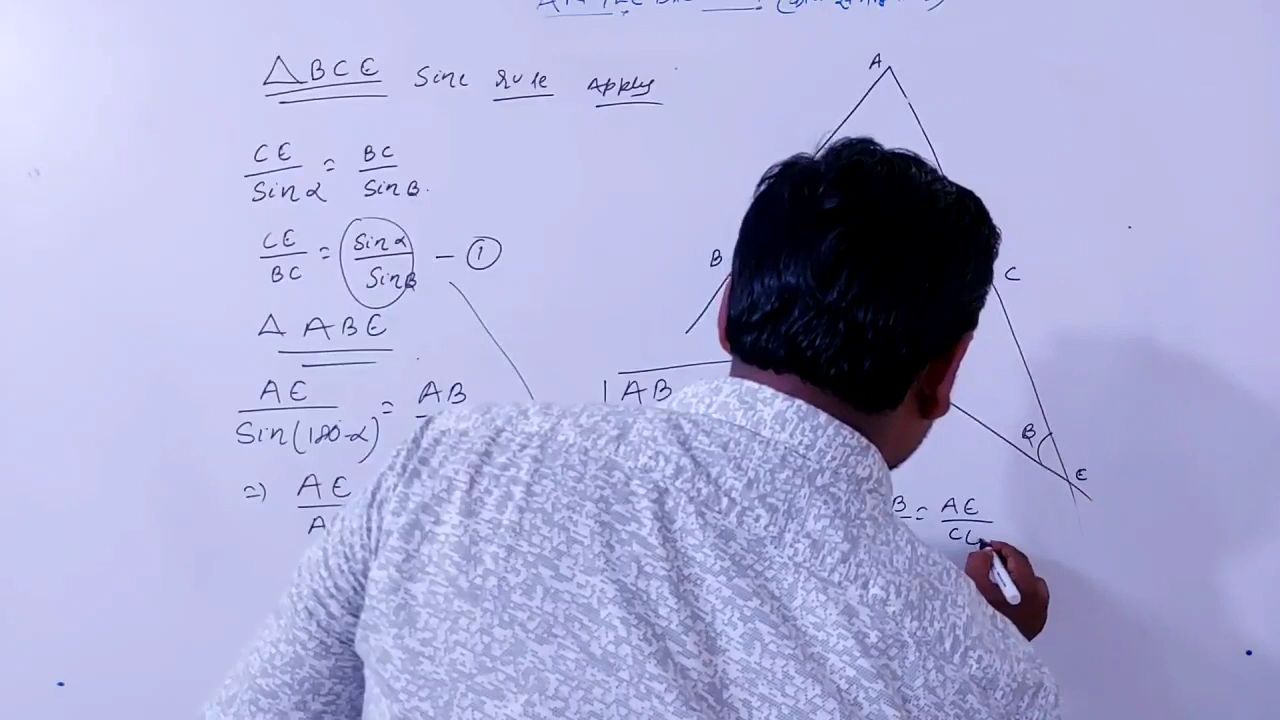 △BCE Sine rule Apply
CE/Sinα = BC/SinB.
CE/BC = Sinα/SinB - ①
△ ABE
AE/Sin(180-α) = AB
=) AE/A
A
B
C
B
E
AB
B = AE/CE